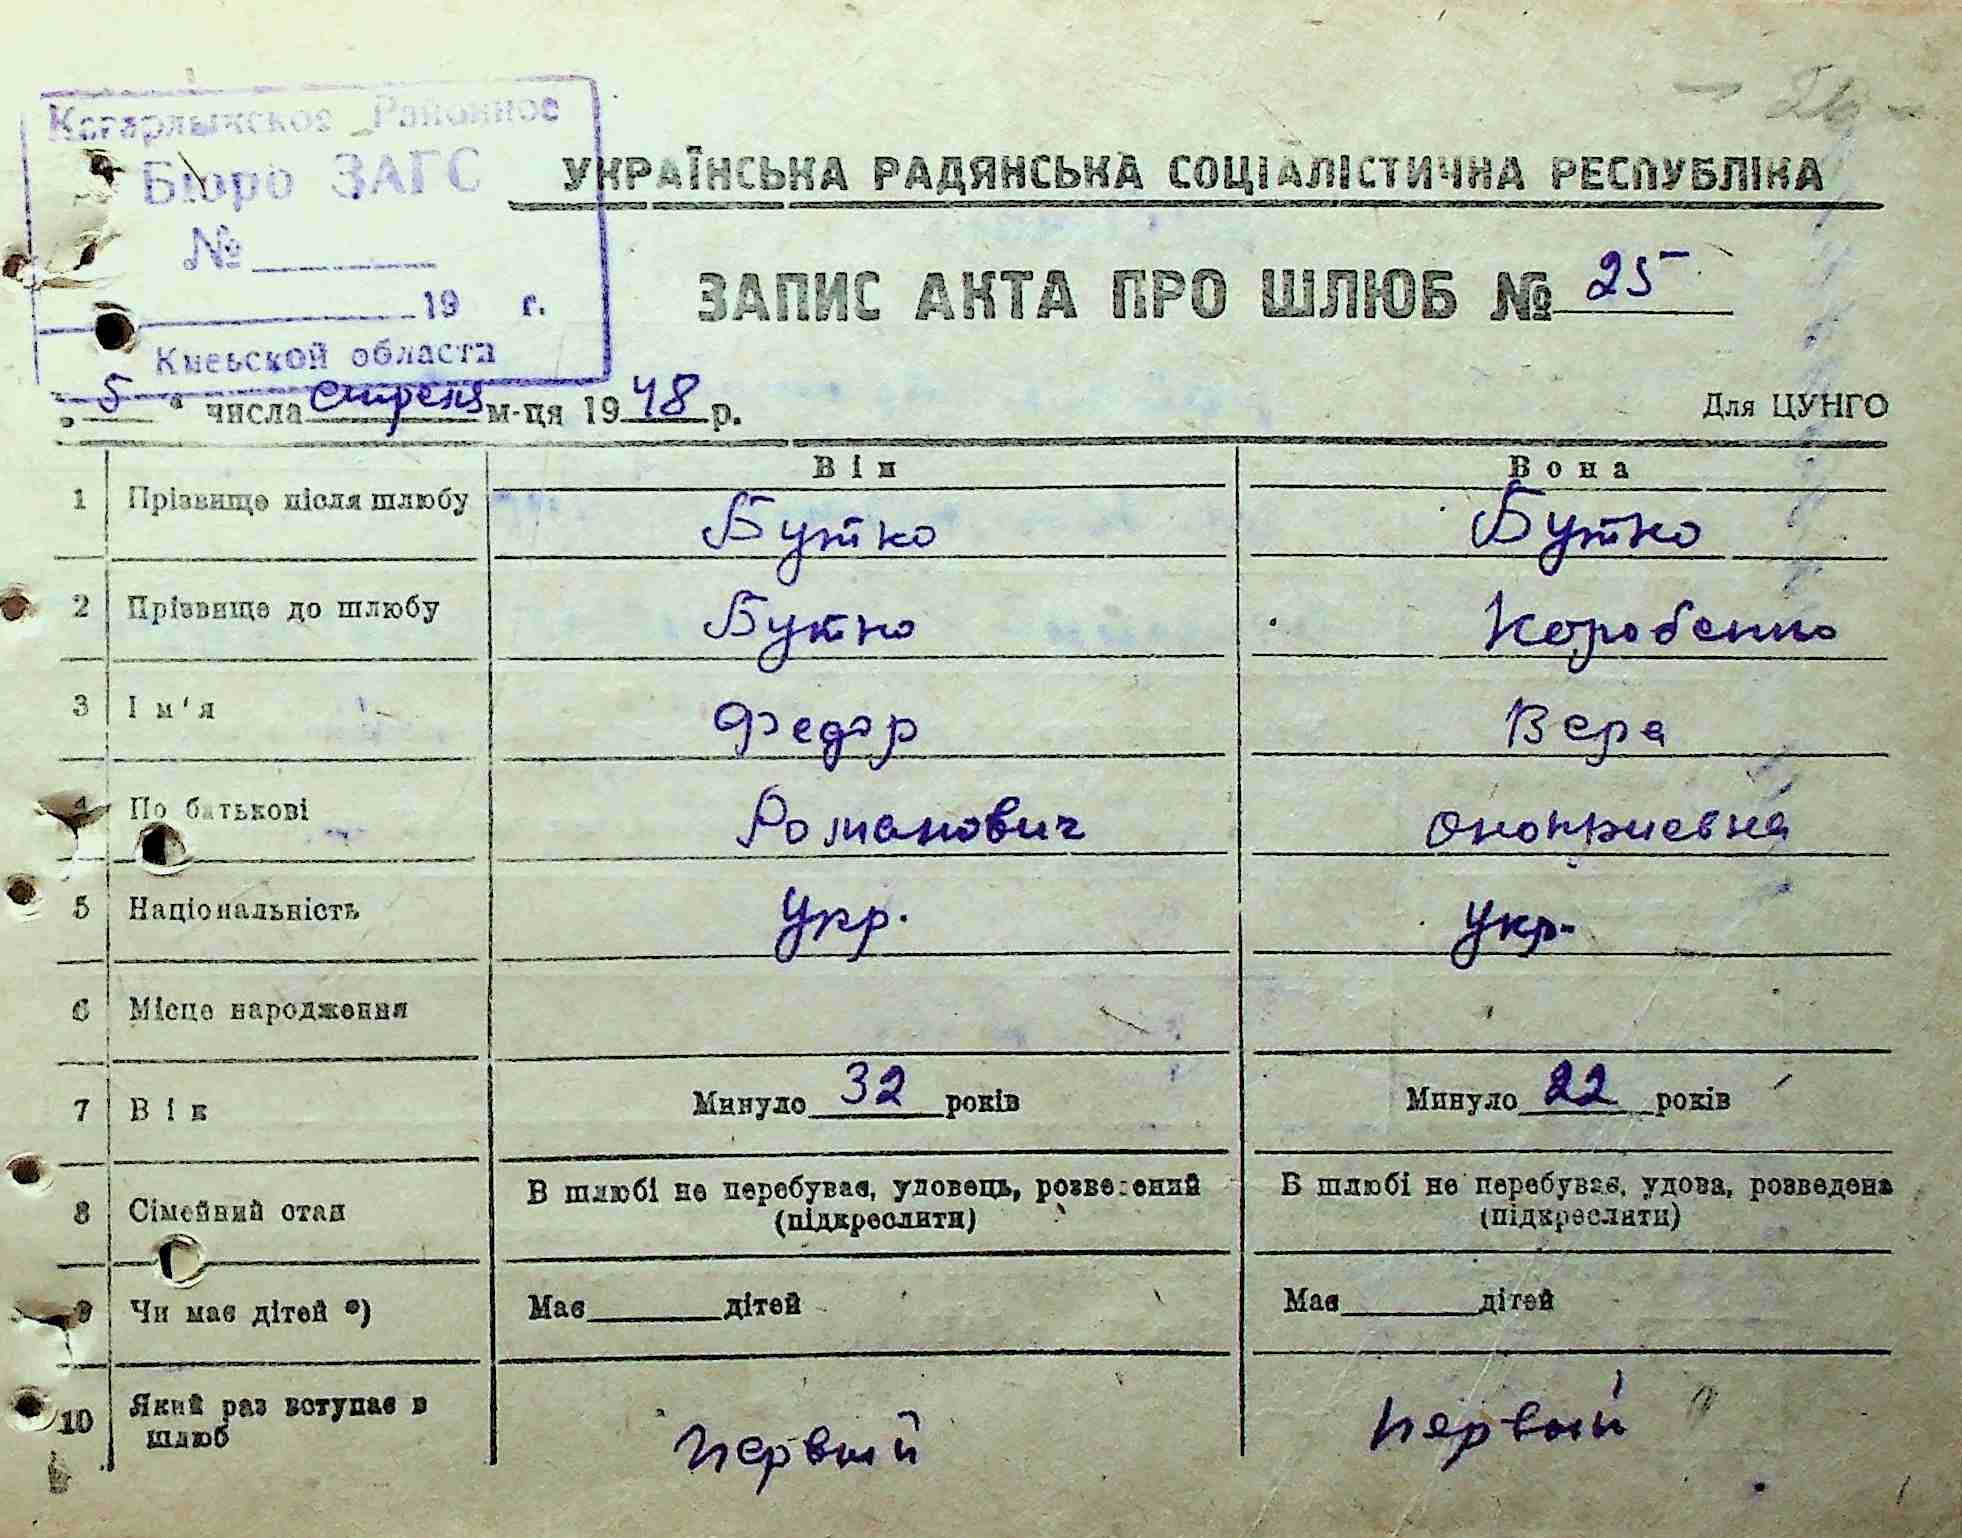 Кагарлыкское Районное
Бюро ЗАГС
№
19 г.
Киевской области
УКРАЇНСЬКА РАДЯНСЬКА СОЦІАЛІСТИЧНА РЕСПУБЛІКА
ЗАПИС АКТА ПРО ШЛЮБ № 25
„ 5 " числа серпня м-ця 1948 р.
Для ЦУНГО
Він Вона
1 Прізвище після шлюбу Бутко Бутко
2 Прізвище до шлюбу Бутко Коробенко
3 Ім'я Федор Вера
4 По батькові Романович Оноприевна
5 Національність Укр. Укр.
6 Місце народження
7 Вік Минуло 32 років Минуло 22 років
8 Сімейний стан В шлюбі не перебуває, удовець, розведений (підкреслити) В шлюбі не перебуває, удова, розведена (підкреслити)
9 Чи має дітей *) Має дітей Має дітей
10 Який раз вступає в шлюб первый первый